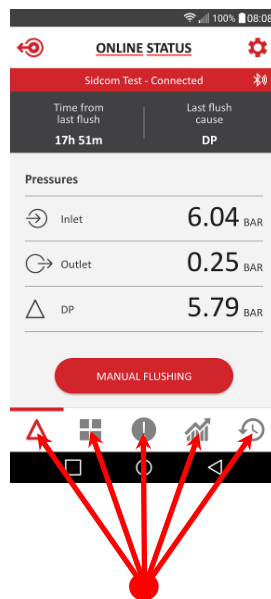 100% 08:08
ONLINE STATUS
Sidcom Test - Connected
Time from
last flush
17h 51m
Last flush
cause
DP
Pressures
Inlet 6.04 BAR
Outlet 0.25 BAR
DP 5.79 BAR
MANUAL FLUSHING